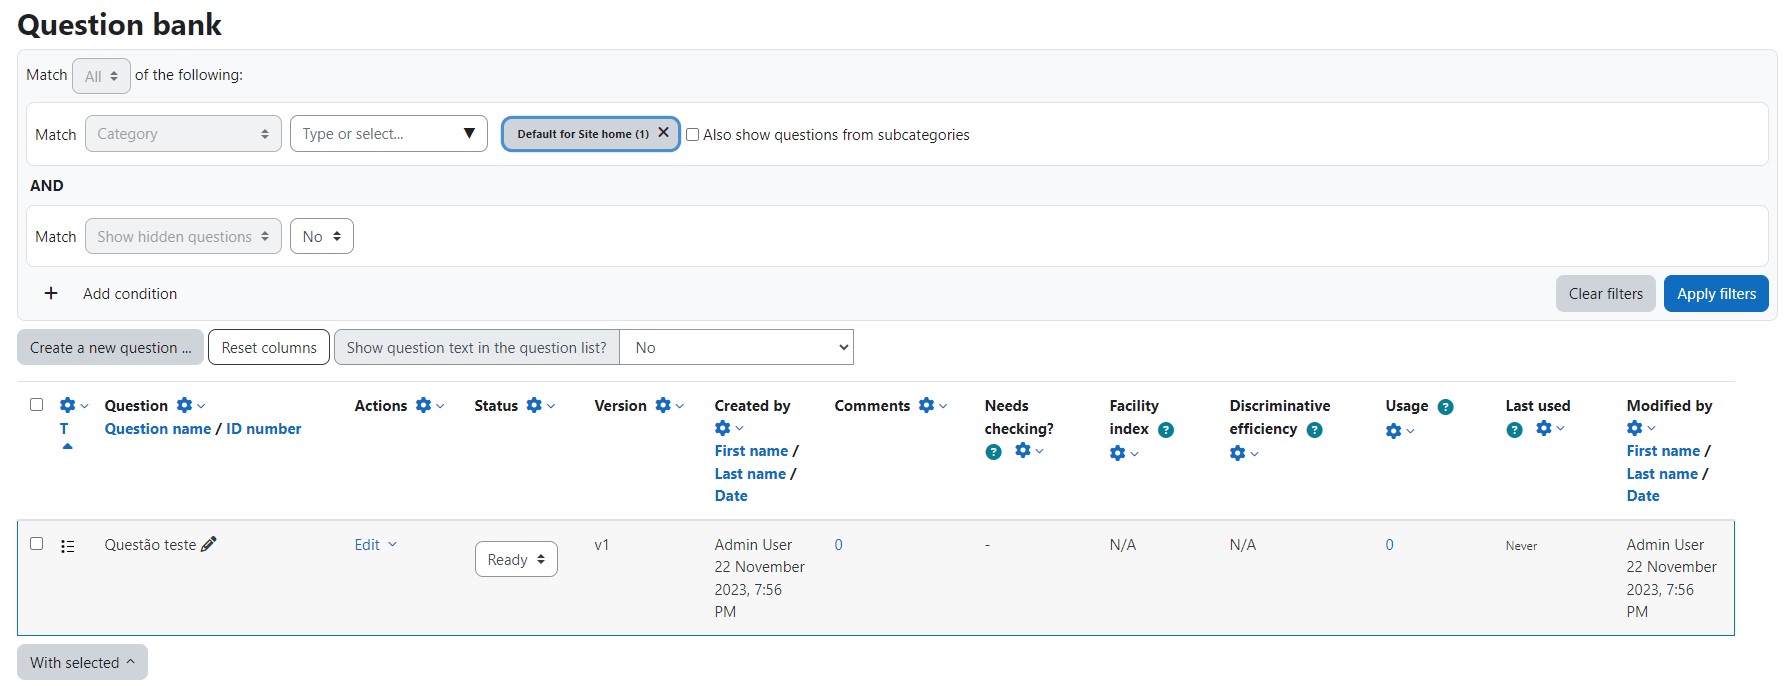 Question bank
Match All of the following:
Match Category Type or select... ▼ Default for Site home (1) ✕ Also show questions from subcategories
AND
Match Show hidden questions No
+ Add condition Clear filters Apply filters
Create a new question ... Reset columns Show question text in the question list? No
Question Actions Status Version Created by Comments Needs Facility Discriminative Usage ? Last used Modified by
T Question name / ID number checking? index ? efficiency ? ?
First name / ? First name /
Last name / Last name /
Date Date
Questão teste Edit Ready v1 Admin User 0 - N/A N/A 0 Never Admin User
22 November 22 November
2023, 7:56 2023, 7:56
PM PM
With selected